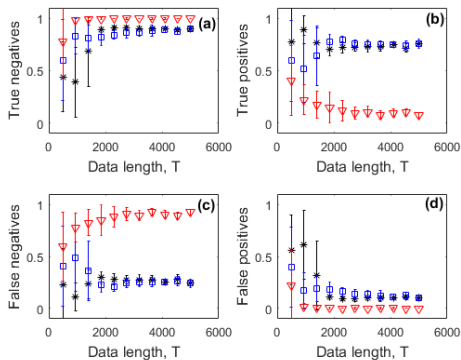 True negatives
1
0.5
0
(a)
0
2000
4000
6000
Data length, T
True positives
1
0.5
0
(b)
0
2000
4000
6000
Data length, T
False negatives
1
0.5
0
(c)
0
2000
4000
6000
Data length, T
False positives
1
0.5
0
(d)
0
2000
4000
6000
Data length, T